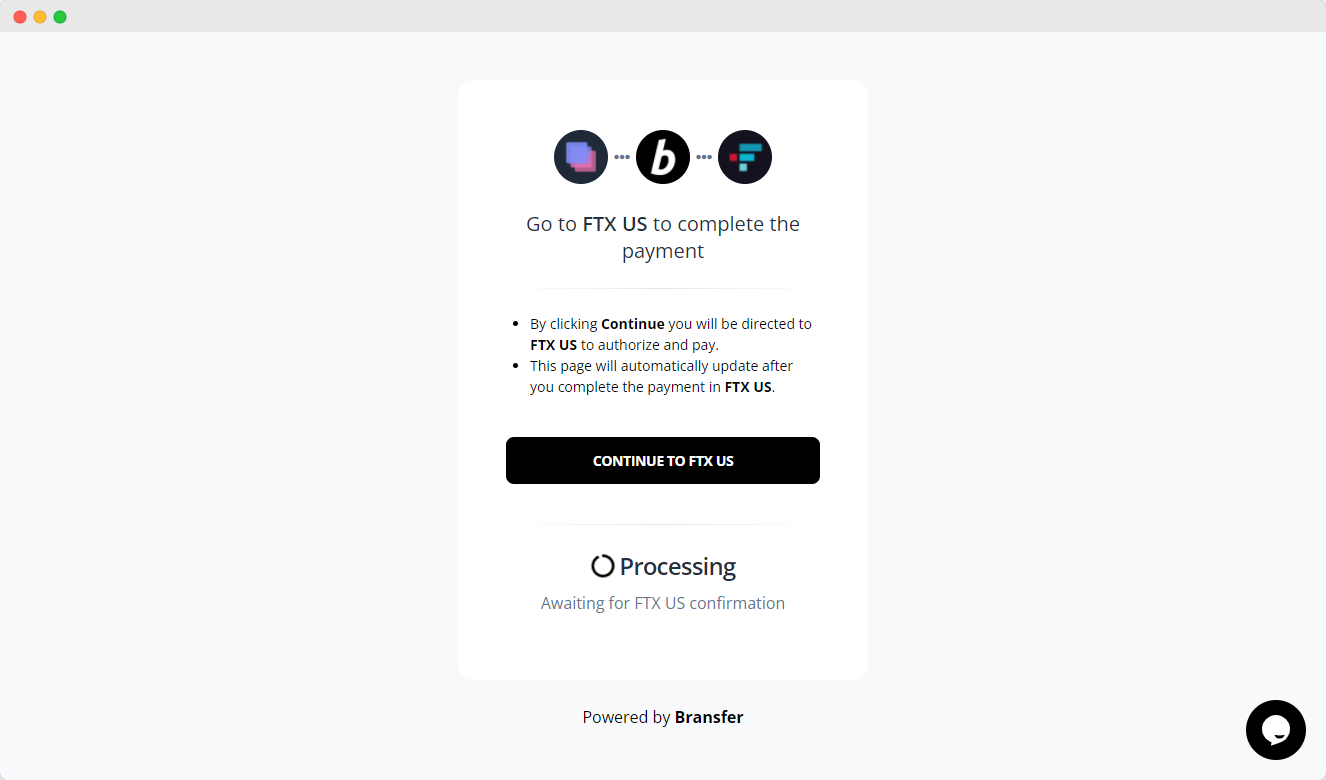 b
Go to FTX US to complete the
payment
By clicking Continue you will be directed to
FTX US to authorize and pay.
This page will automatically update after
you complete the payment in FTX US.
CONTINUE TO FTX US
Processing
Awaiting for FTX US confirmation
Powered by Bransfer